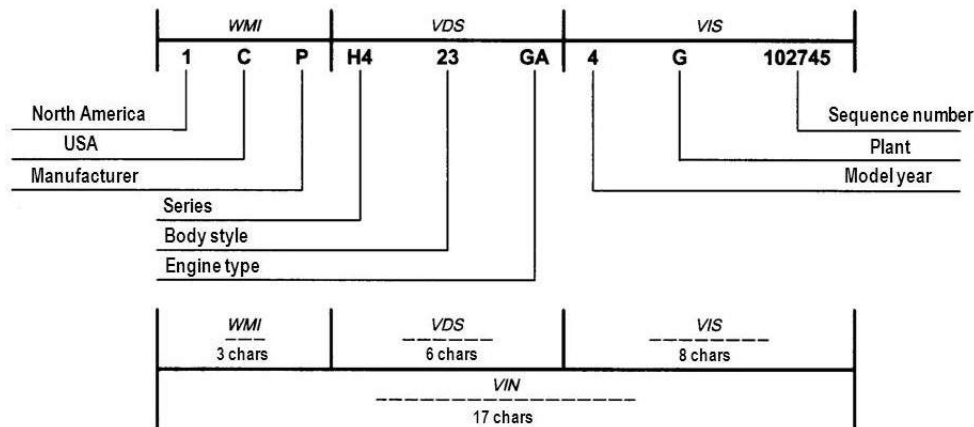 WMI VDS VIS
1 C P H4 23 GA 4 G 102745
North America Sequence number
USA Plant
Manufacturer Model year
Series
Body style
Engine type
WMI VDS VIS
3 chars 6 chars 8 chars
VIN
17 chars